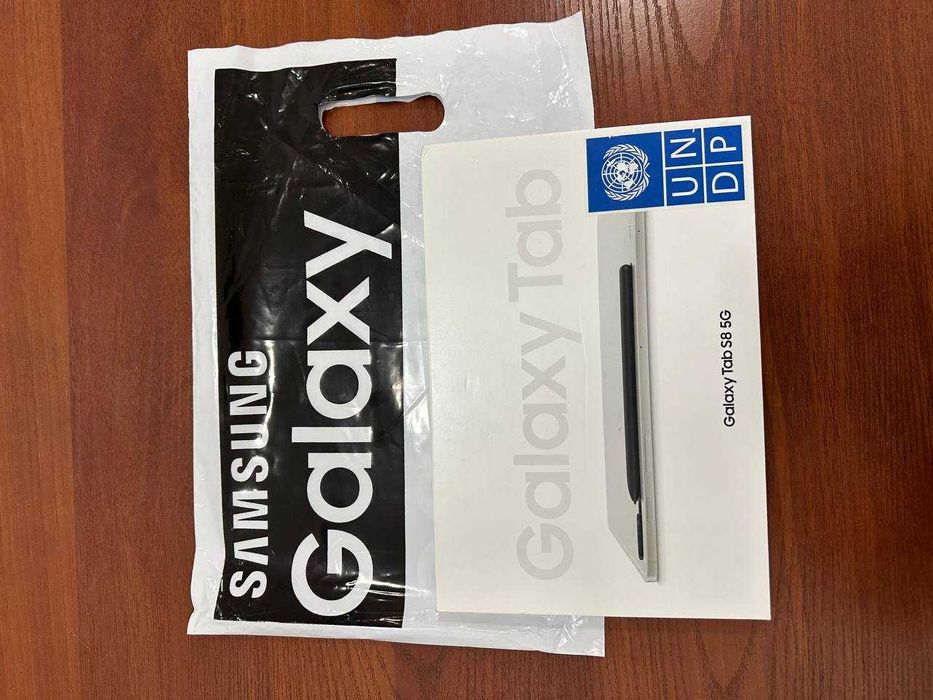 SAMSUNG
Galaxy
Galaxy Tab
UN
DP
Galaxy Tab S8 5G